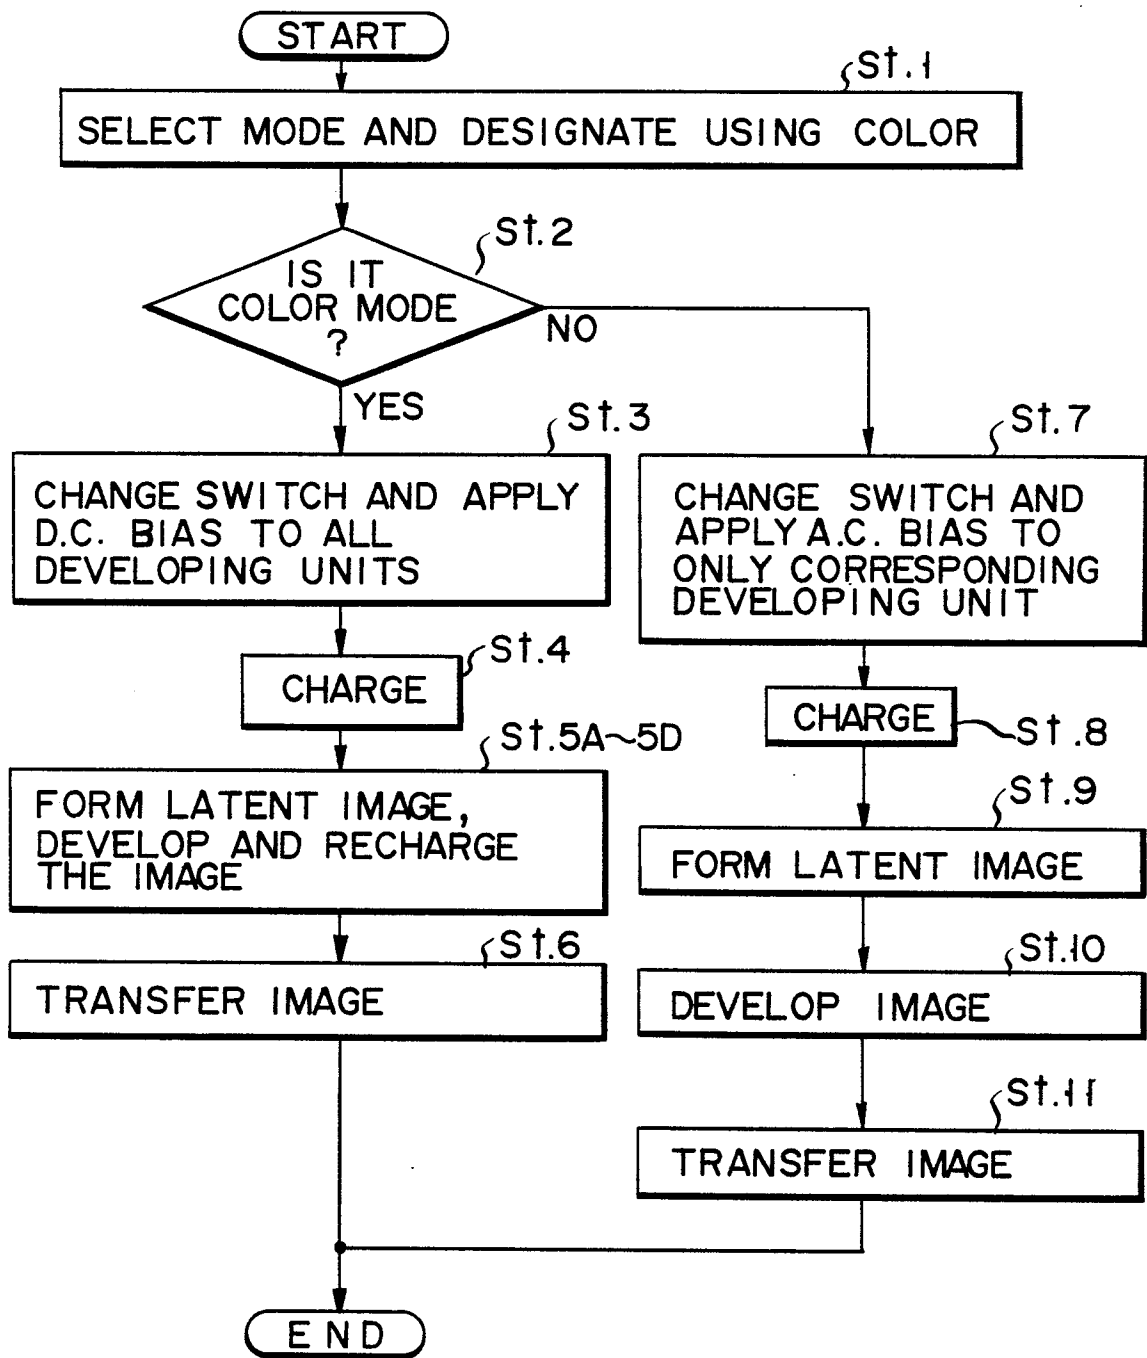 START
St.1
SELECT MODE AND DESIGNATE USING COLOR
St.2
IS IT
COLOR MODE
?
NO
YES
St.3
CHANGE SWITCH AND APPLY
D.C. BIAS TO ALL
DEVELOPING UNITS
St.4
CHARGE
St.5A~5D
FORM LATENT IMAGE,
DEVELOP AND RECHARGE
THE IMAGE
St.6
TRANSFER IMAGE
St.7
CHANGE SWITCH AND
APPLY A.C. BIAS TO
ONLY CORRESPONDING
DEVELOPING UNIT
CHARGE
St.8
St.9
FORM LATENT IMAGE
St.10
DEVELOP IMAGE
St.11
TRANSFER IMAGE
END